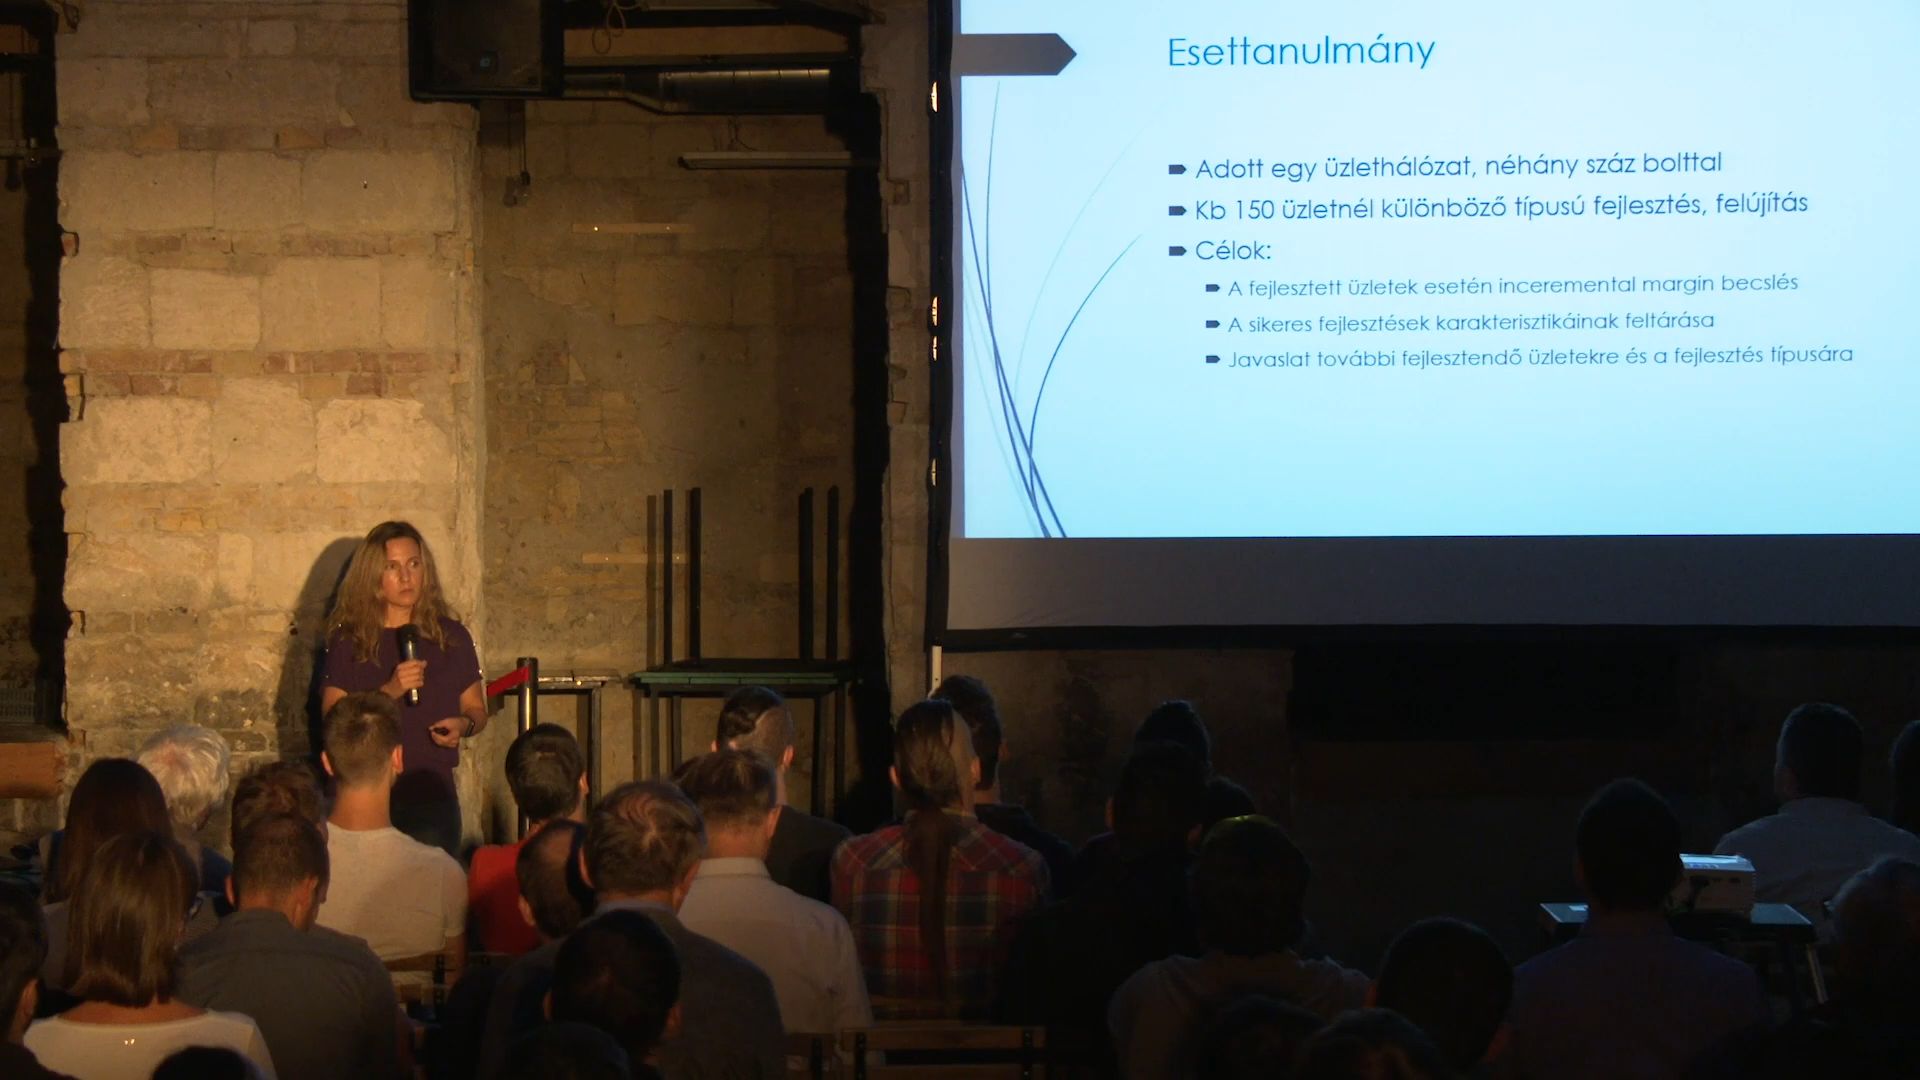 Esettanulmány
Adott egy üzlethálózat, néhány száz bolttal
Kb 150 üzletnél különböző típusú fejlesztés, felújítás
Célok:
A fejlesztett üzletek esetén inceremental margin becslés
A sikeres fejlesztések karakterisztikáinak feltárása
Javaslat további fejlesztendő üzletekre és a fejlesztés típusára